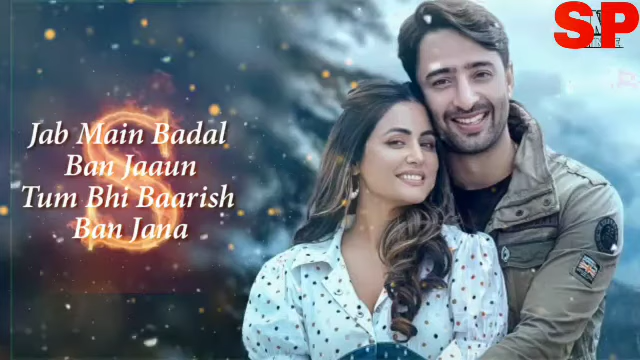 Jab Main Badal
Ban Jaaun
Tum Bhi Baarish
Ban Jana
S
SP